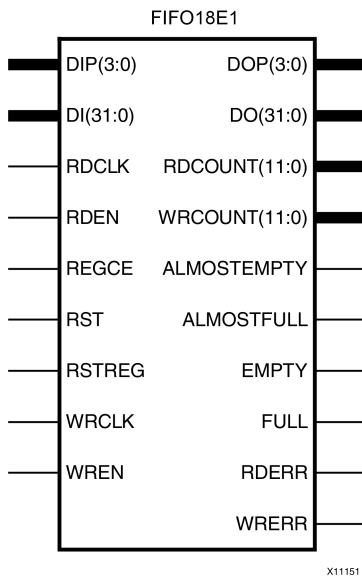 FIFO18E1
DIP(3:0) DOP(3:0)
DI(31:0) DO(31:0)
RDCLK RDCOUNT(11:0)
RDEN WRCOUNT(11:0)
REGCE ALMOSTEMPTY
RST ALMOSTFULL
RSTREG EMPTY
WRCLK FULL
WREN RDERR
WRERR
X11151